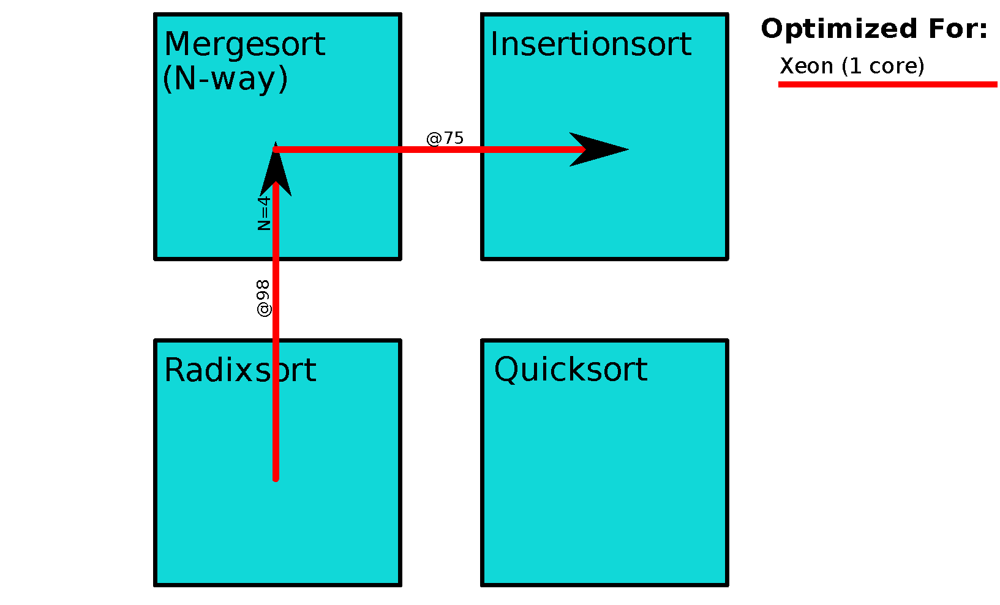 Mergesort
(N-way)
Insertionsort
Optimized For:
Xeon (1 core)
@75
N=4
@98
Radixsort
Quicksort